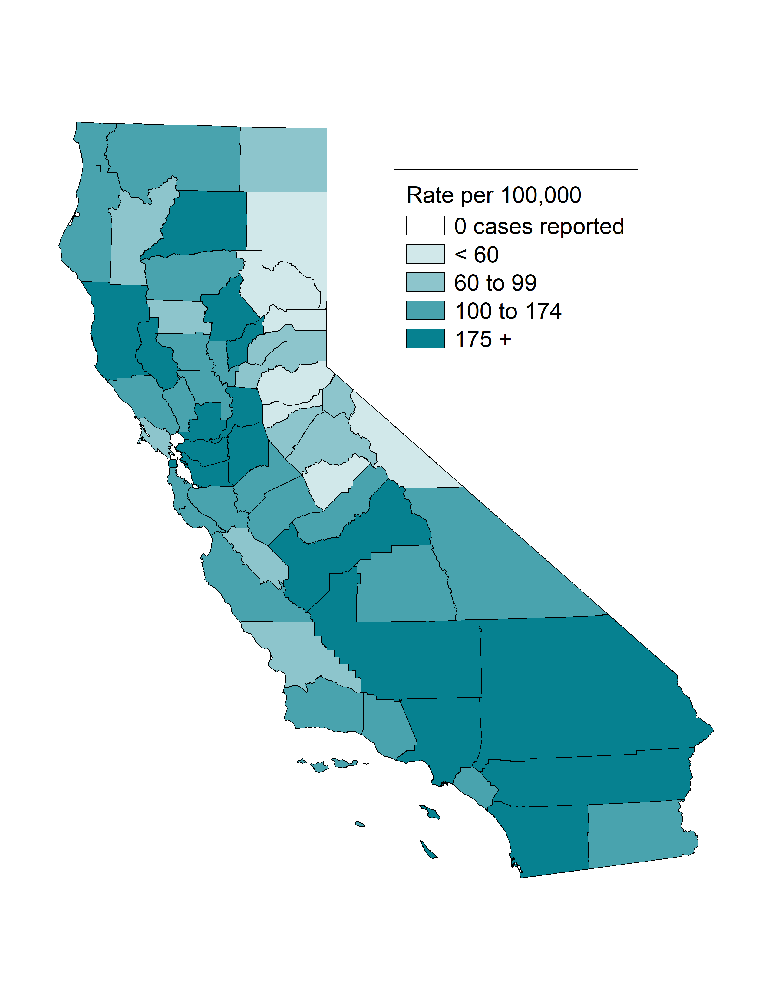 Rate per 100,000
0 cases reported
< 60
60 to 99
100 to 174
175 +